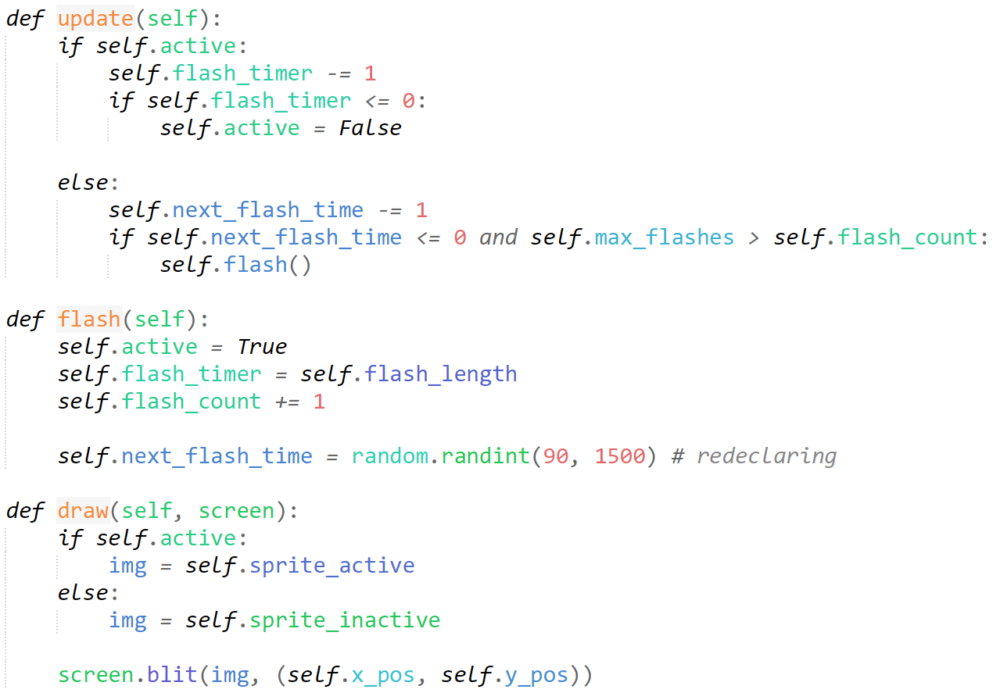 def update(self):
    if self.active:
        self.flash_timer -= 1
        if self.flash_timer <= 0:
            self.active = False

    else:
        self.next_flash_time -= 1
        if self.next_flash_time <= 0 and self.max_flashes > self.flash_count:
            self.flash()

def flash(self):
    self.active = True
    self.flash_timer = self.flash_length
    self.flash_count += 1

    self.next_flash_time = random.randint(90, 1500) # redeclaring

def draw(self, screen):
    if self.active:
        img = self.sprite_active
    else:
        img = self.sprite_inactive

    screen.blit(img, (self.x_pos, self.y_pos))